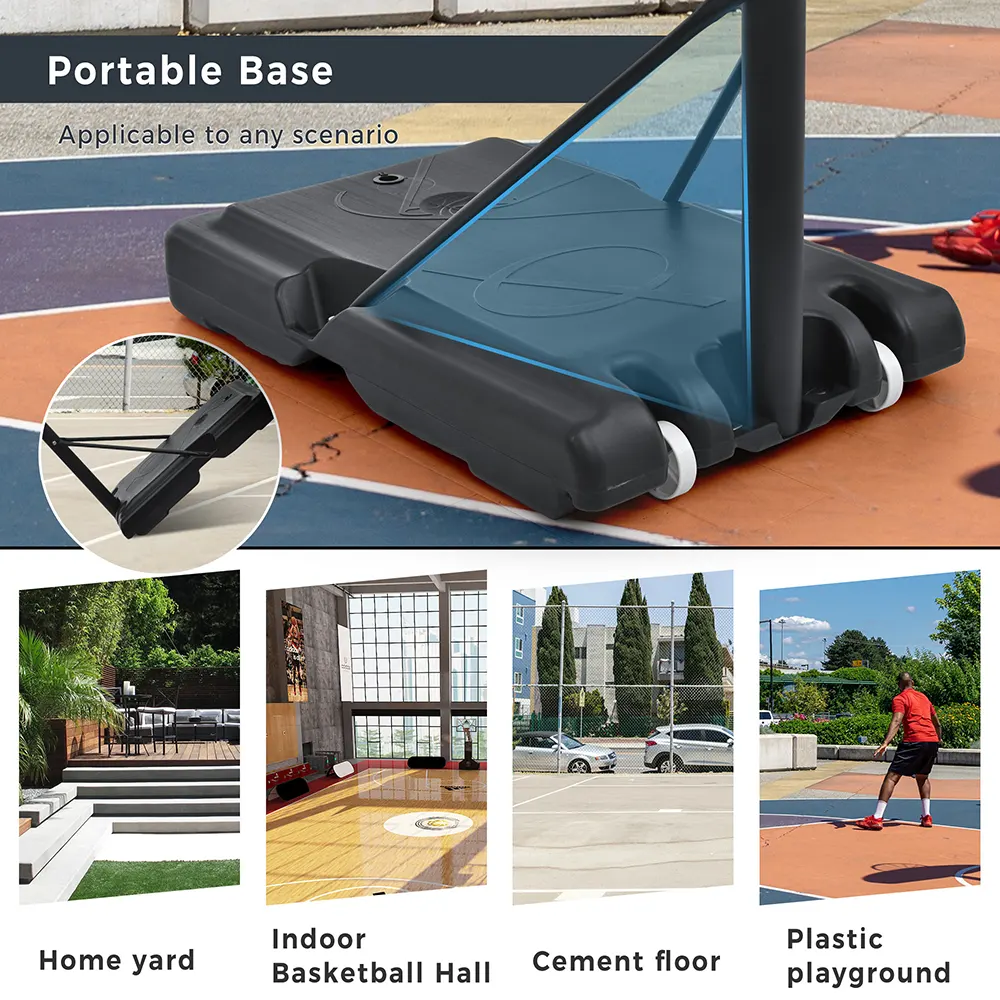 Portable Base
Applicable to any scenario
Home yard
Indoor
Basketball Hall
Cement floor
Plastic
playground